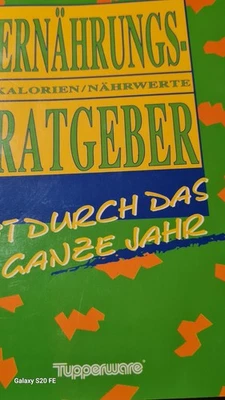 ERNÄHRUNGS-
KALORIEN/NÄHRWERTE
RATGEBER
T DURCH DAS
GANZE JAHR
Tupperware
Galaxy S20 FE